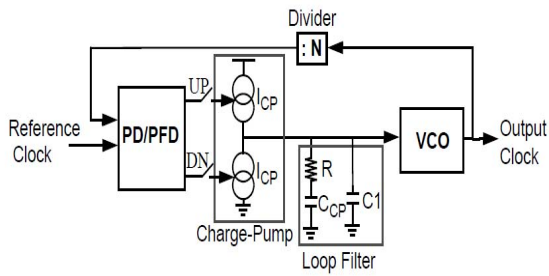 Divider
: N
UP
I_CP
PD/PFD
Reference
Clock
VCO
Output
Clock
DN
I_CP
R
C_CP
C1
Charge-Pump
Loop Filter